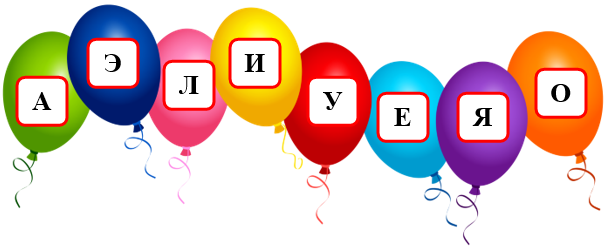 А Э Л И У Е Я О